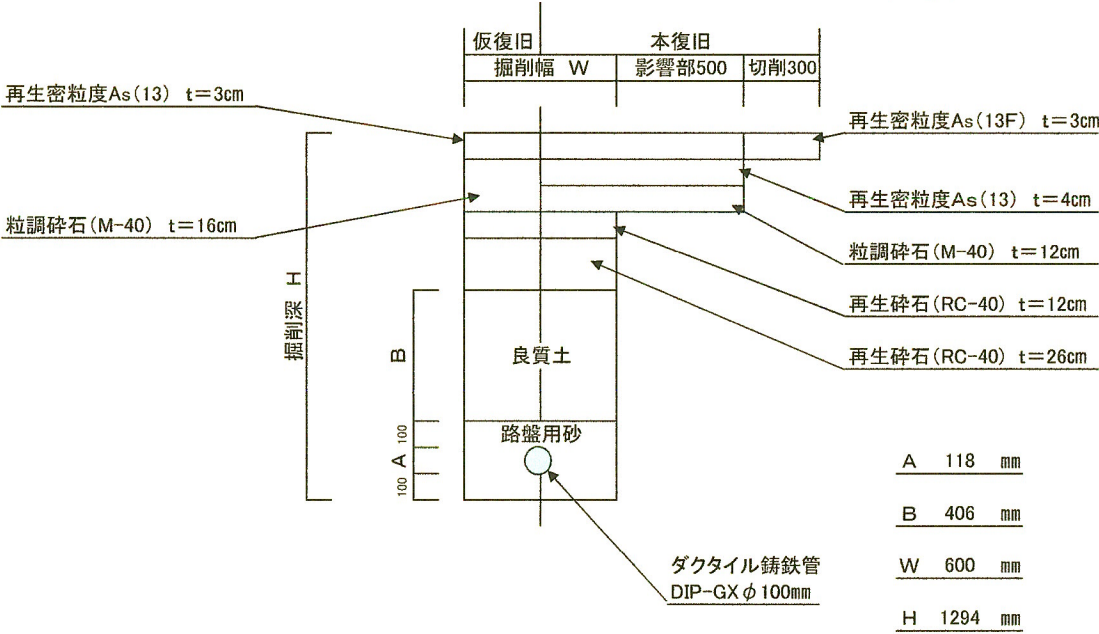 仮復旧 本復旧
掘削幅 W 影響部500 切削300
再生密粒度As(13) t=3cm
再生密粒度As(13F) t=3cm
再生密粒度As(13) t=4cm
粒調砕石(M-40) t=16cm
粒調砕石(M-40) t=12cm
再生砕石(RC-40) t=12cm
再生砕石(RC-40) t=26cm
掘削深 H
B
良質土
100
路盤用砂
A
100
A 118 mm
B 406 mm
W 600 mm
H 1294 mm
ダクタイル鋳鉄管
DIP-GXφ100mm